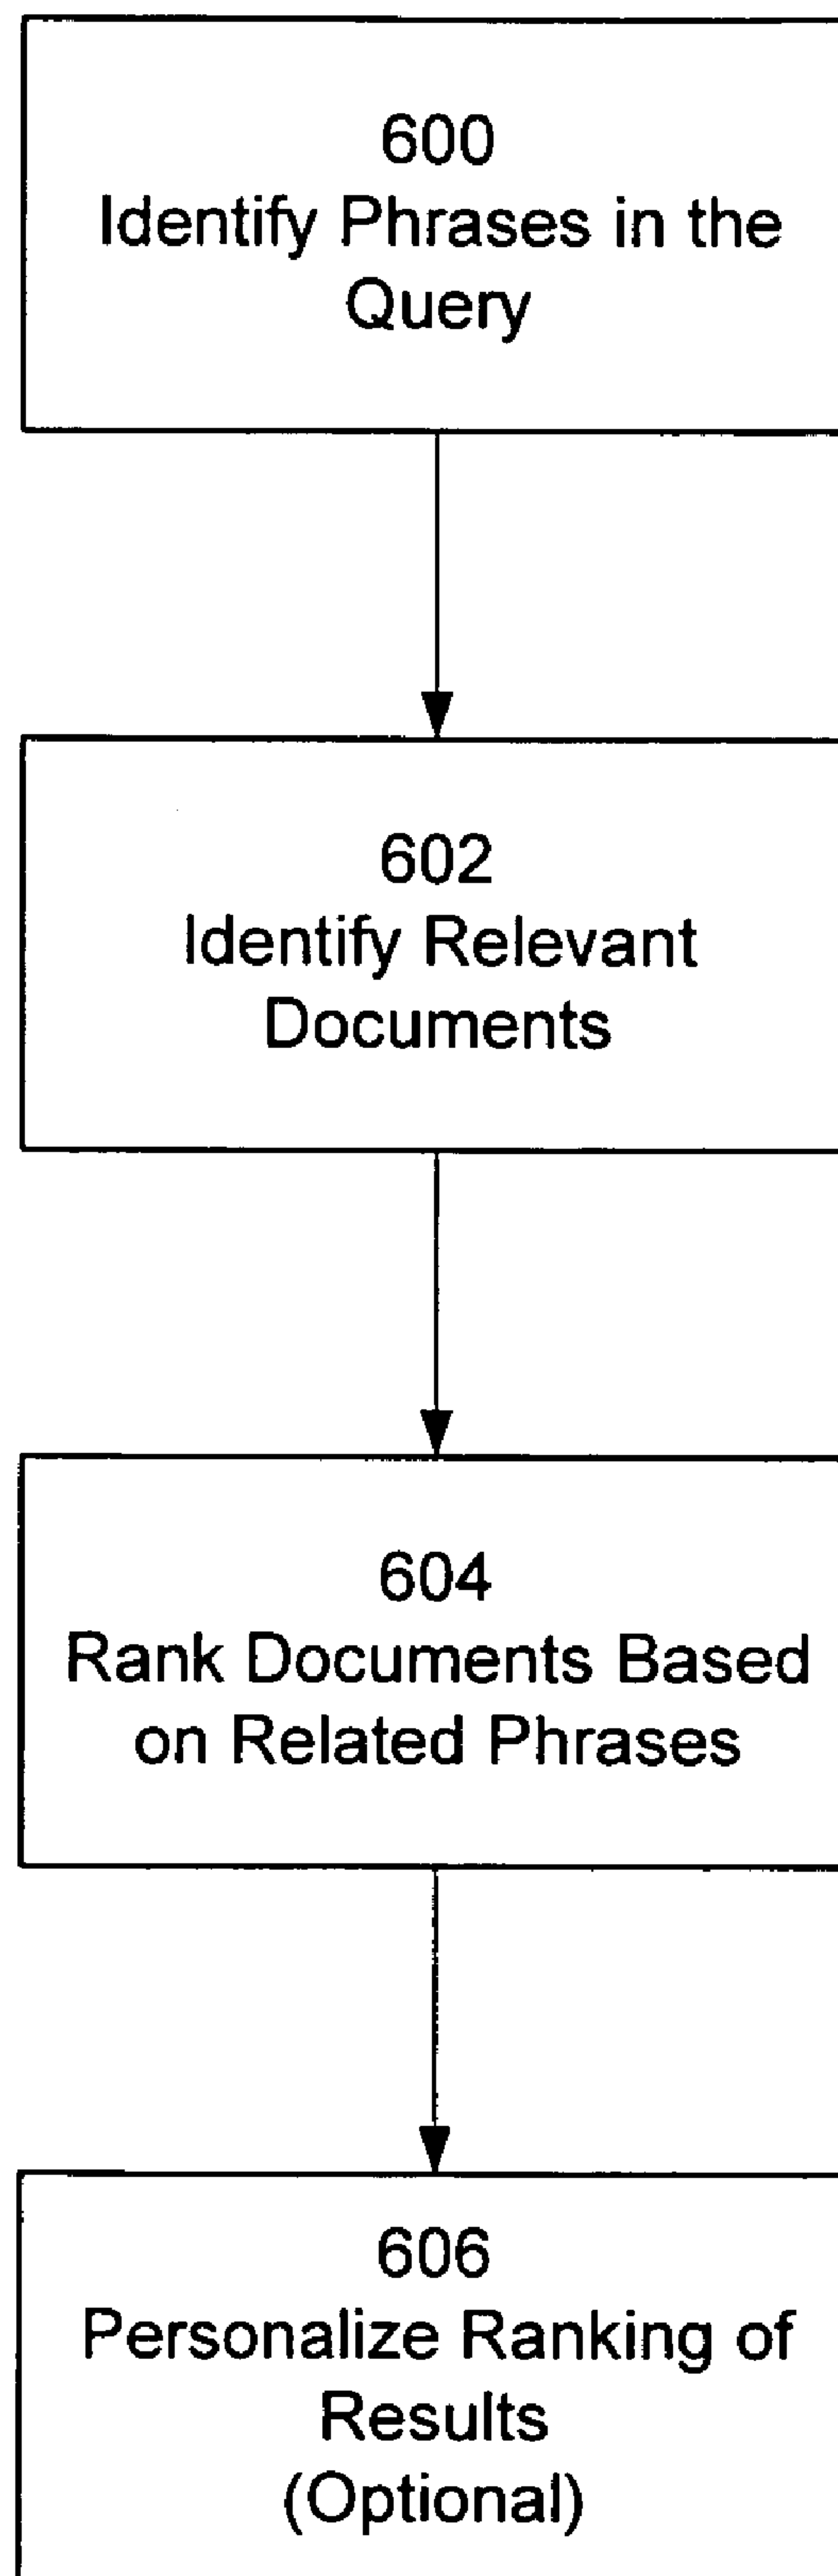 600
Identify Phrases in the
Query
602
Identify Relevant
Documents
604
Rank Documents Based
on Related Phrases
606
Personalize Ranking of
Results
(Optional)